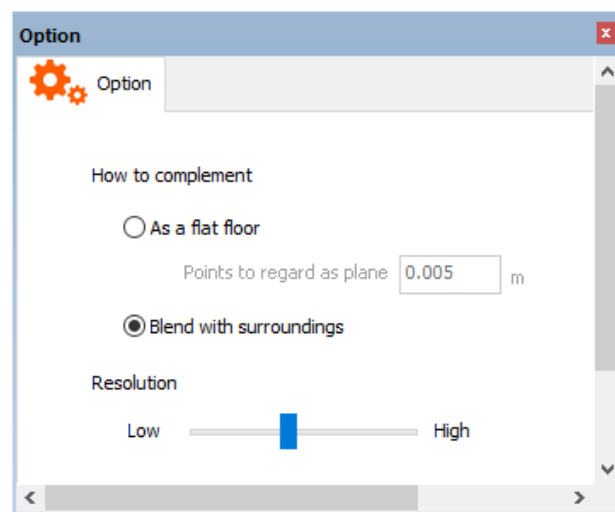 Option
Option
How to complement
As a flat floor
Points to regard as plane 0.005 m
Blend with surroundings
Resolution
Low High